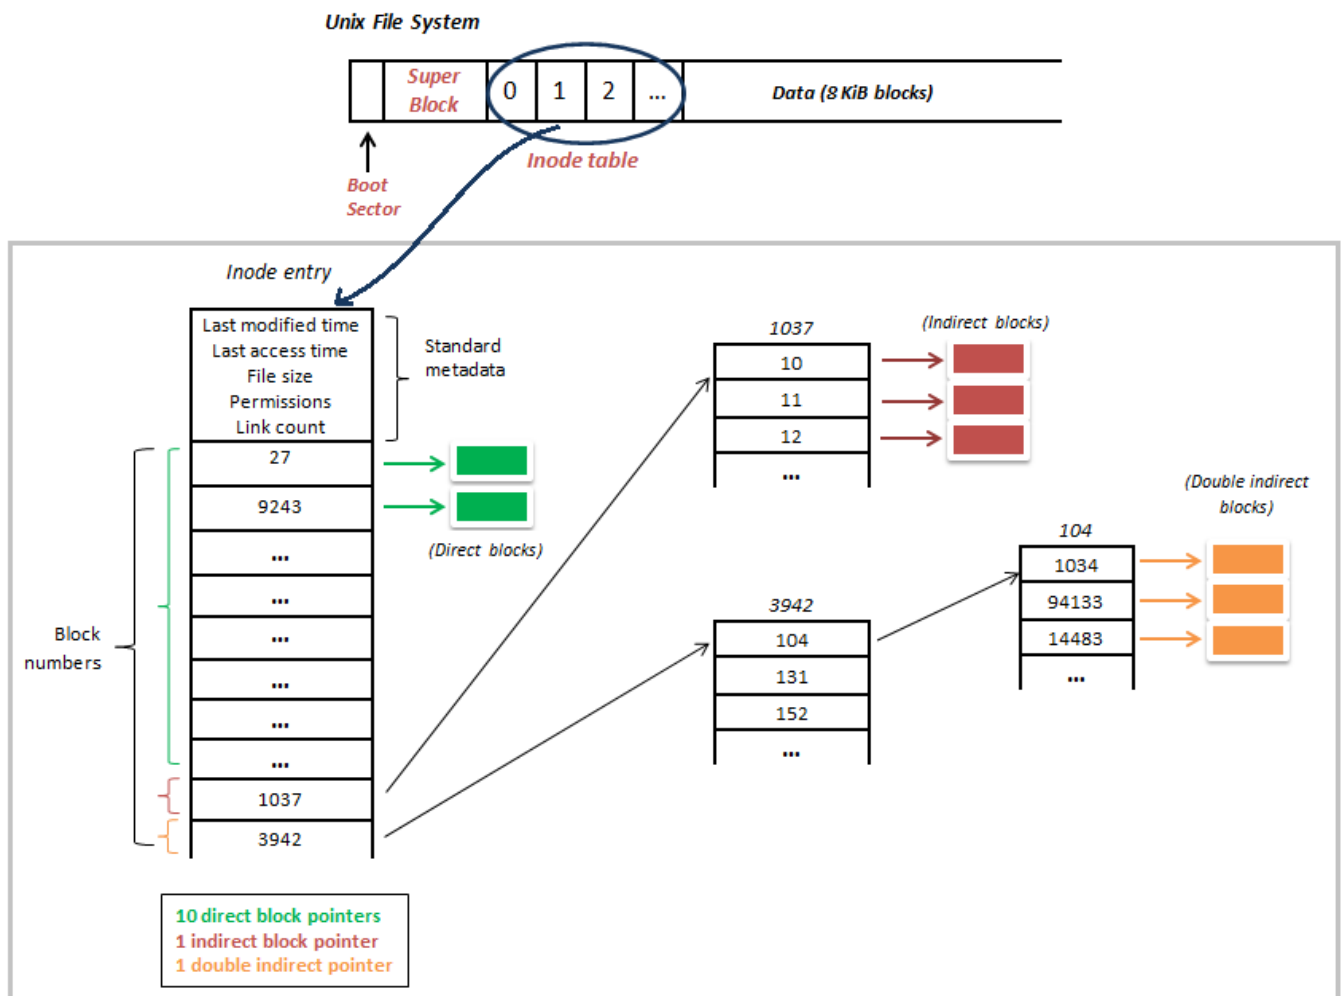 Unix File System
Super
Block
0
1
2
...
Data (8 KiB blocks)
Inode table
Boot
Sector
Inode entry
Last modified time
Last access time
File size
Permissions
Link count
Standard
metadata
27
9243
...
...
...
...
...
...
1037
3942
Block
numbers
(Direct blocks)
1037
10
11
12
...
(Indirect blocks)
3942
104
131
152
...
104
1034
94133
14483
...
(Double indirect
blocks)
10 direct block pointers
1 indirect block pointer
1 double indirect pointer